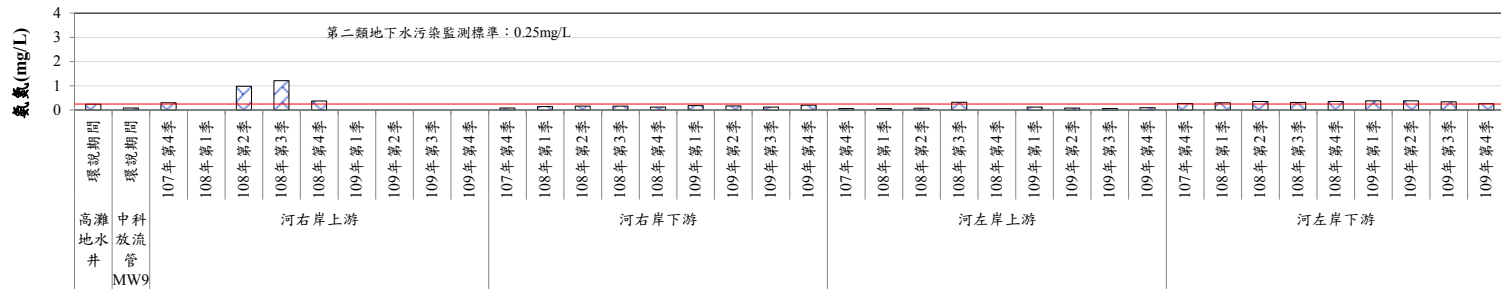 4
3
2
1
0
氨氮(mg/L)
第二類地下水污染監測標準：0.25mg/L
環說期間
環說期間
107年第4季
108年第1季
108年第2季
108年第3季
108年第4季
109年第1季
109年第2季
109年第3季
109年第4季
107年第4季
108年第1季
108年第2季
108年第3季
108年第4季
109年第1季
109年第2季
109年第3季
109年第4季
107年第4季
108年第1季
108年第2季
108年第3季
108年第4季
109年第1季
109年第2季
109年第3季
109年第4季
107年第4季
108年第1季
108年第2季
108年第3季
108年第4季
109年第1季
109年第2季
109年第3季
109年第4季
高灘
地水
井
中科
放流
管
MW9
河右岸上游
河右岸下游
河左岸上游
河左岸下游